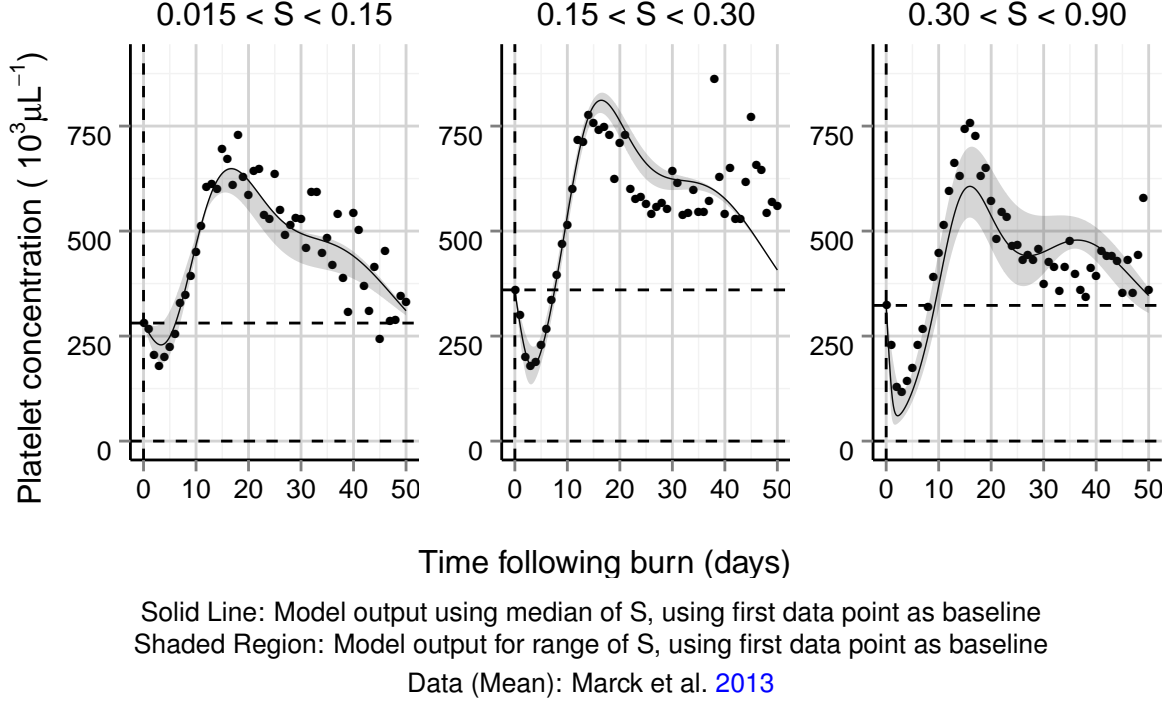 0.015 < S < 0.15
0.15 < S < 0.30
0.30 < S < 0.90
Platelet concentration ( 10³μL⁻¹)
750
500
250
0
0 10 20 30 40 50
750
500
250
0
0 10 20 30 40 50
750
500
250
0
0 10 20 30 40 50
Time following burn (days)
Solid Line: Model output using median of S, using first data point as baseline
Shaded Region: Model output for range of S, using first data point as baseline
Data (Mean): Marck et al. 2013